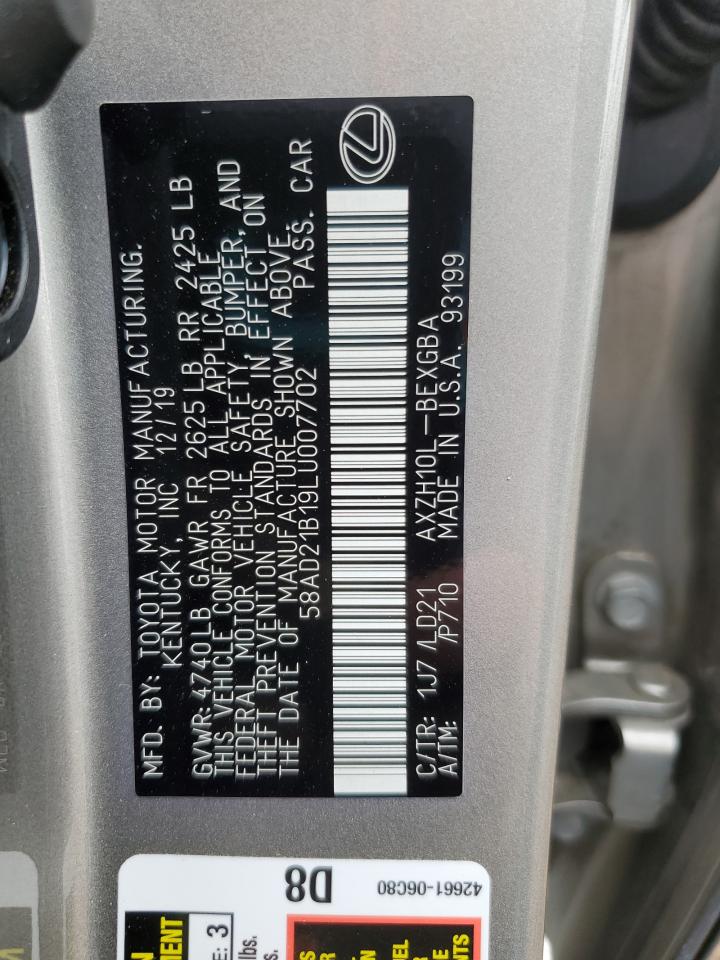 MFD. BY: TOYOTA MOTOR MANUFACTURING.
KENTUCKY, INC 12/19
GVWR: 4740LB GAWR FR 2625 LB RR 2425 LB
THIS VEHICLE CONFORMS TO ALL APPLICABLE
FEDERAL MOTOR VEHICLE SAFETY, BUMPER, AND
THEFT PREVENTION STANDARDS IN EFFECT ON
THE DATE OF MANUFACTURE SHOWN ABOVE.
58AD21B19LU007702 PASS. CAR
C/TR: 1J7 /LD21 AXZH10L-BEXGBA
A/TM: /P710 MADE IN U.S.A. 93199
D8
42661-06C80
E: 3
lbs.